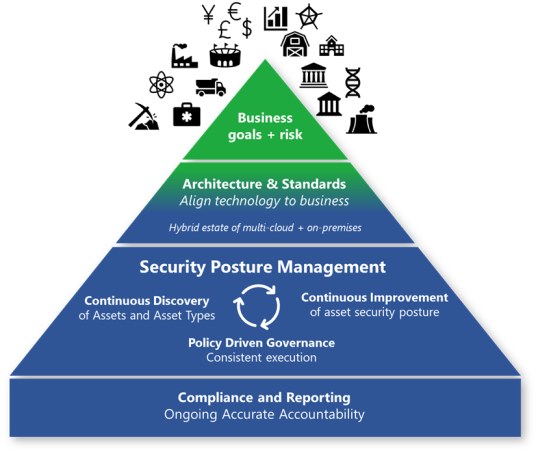 ¥ € £ $
Business
goals + risk
Architecture & Standards
Align technology to business
Hybrid estate of multi-cloud + on-premises
Security Posture Management
Continuous Discovery
of Assets and Asset Types
Continuous Improvement
of asset security posture
Policy Driven Governance
Consistent execution
Compliance and Reporting
Ongoing Accurate Accountability